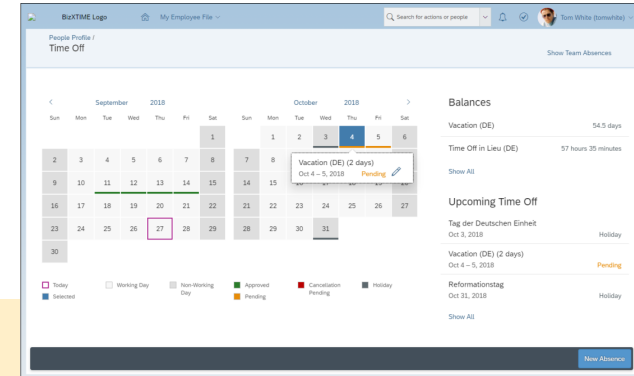 BizXTIME Logo My Employee File Search for actions or people Tom White (tomwhite)
People Profile /
Time Off
Show Team Absences
September 2018
Sun Mon Tue Wed Thu Fri Sat
1
2 3 4 5 6 7 8
9 10 11 12 13 14 15
16 17 18 19 20 21 22
23 24 25 26 27 28 29
30
October 2018
Sun Mon Tue Wed Thu Fri Sat
1 2 3 4 5 6
7 8
14 15
21 22 23 24 25 26 27
28 29 30 31
Vacation (DE) (2 days)
Oct 4 – 5, 2018 Pending
Today Working Day Non-Working Day Approved Cancellation Pending Holiday
Selected Pending
Balances
Vacation (DE) 54.5 days
Time Off in Lieu (DE) 57 hours 35 minutes
Show All
Upcoming Time Off
Tag der Deutschen Einheit
Oct 3, 2018 Holiday
Vacation (DE) (2 days)
Oct 4 – 5, 2018 Pending
Reformationstag
Oct 31, 2018 Holiday
Show All
New Absence